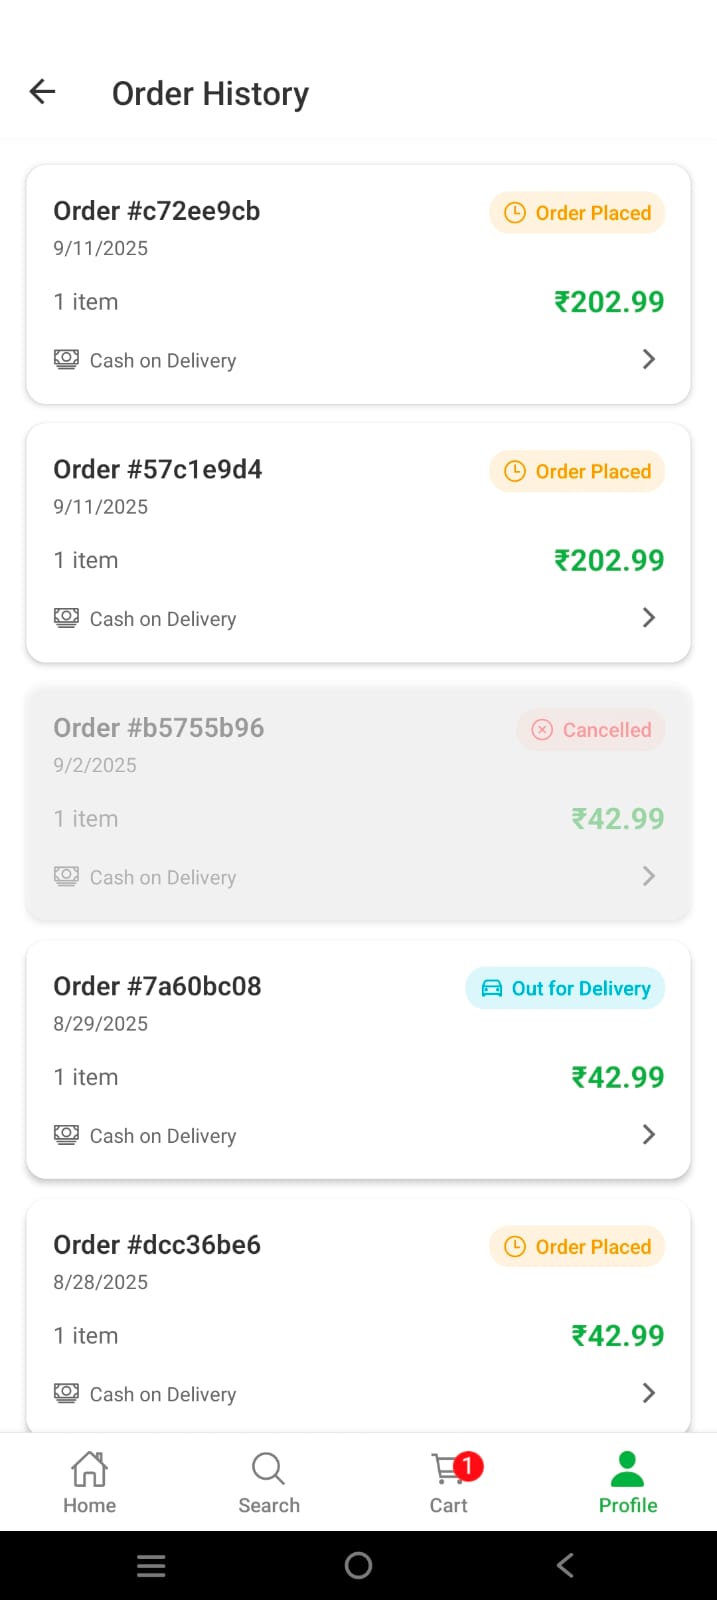 Order History
Order #c72ee9cb
Order Placed
9/11/2025
1 item
₹202.99
Cash on Delivery
Order #57c1e9d4
Order Placed
9/11/2025
1 item
₹202.99
Cash on Delivery
Order #b5755b96
Cancelled
9/2/2025
1 item
₹42.99
Cash on Delivery
Order #7a60bc08
Out for Delivery
8/29/2025
1 item
₹42.99
Cash on Delivery
Order #dcc36be6
Order Placed
8/28/2025
1 item
₹42.99
Cash on Delivery
1
Home
Search
Cart
Profile